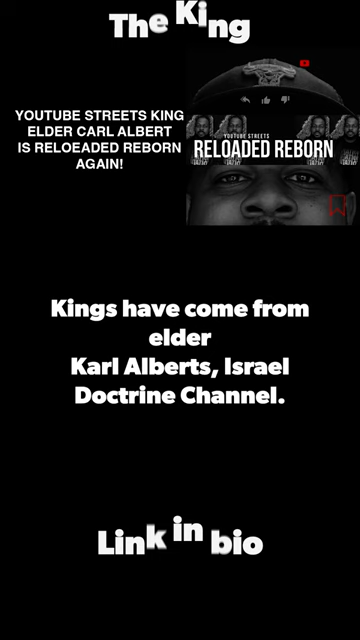 The King
YOUTUBE STREETS KING
ELDER CARL ALBERT
IS RELOEADED REBORN
AGAIN!
YOUTUBE STREETS
RELOADED REBORN
Kings have come from
elder
Karl Alberts, Israel
Doctrine Channel.
Link in bio